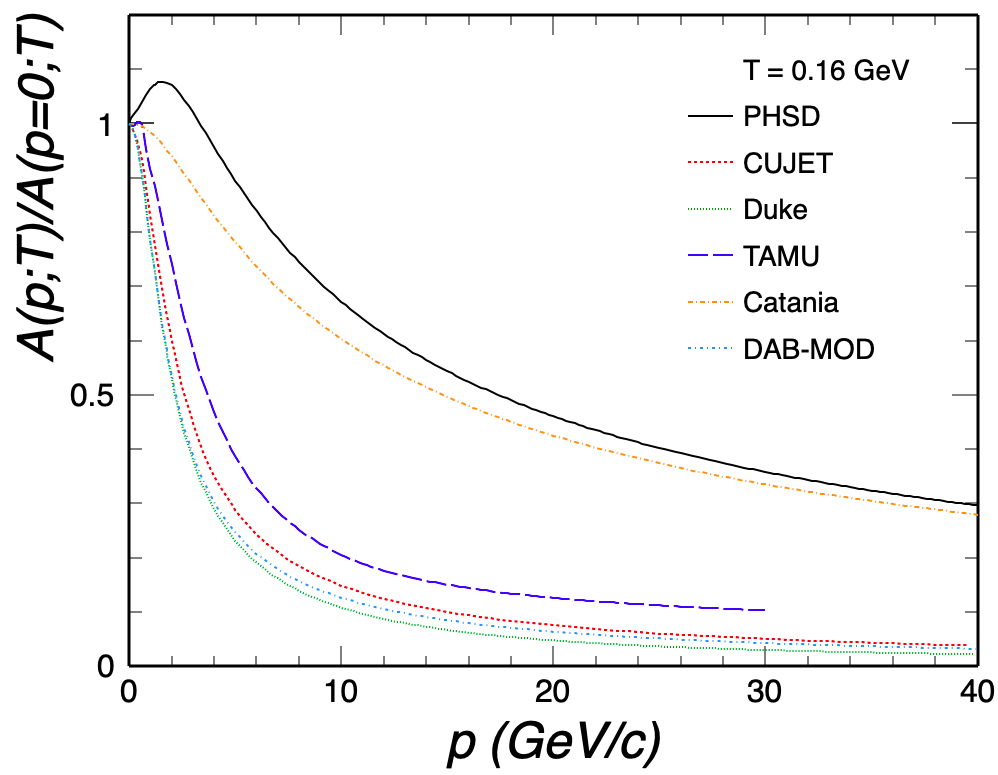 A(p;T)/A(p=0;T)
1
0.5
0
T = 0.16 GeV
PHSD
CUJET
Duke
TAMU
Catania
DAB-MOD
0 10 20 30 40
p (GeV/c)